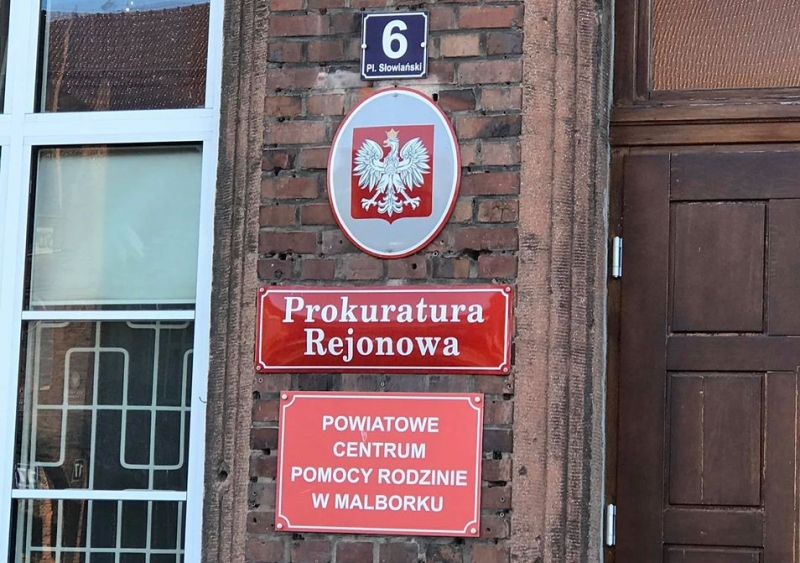 6
Pl. Słowiański
Prokuratura
Rejonowa
POWIATOWE
CENTRUM
POMOCY RODZINIE
W MALBORKU